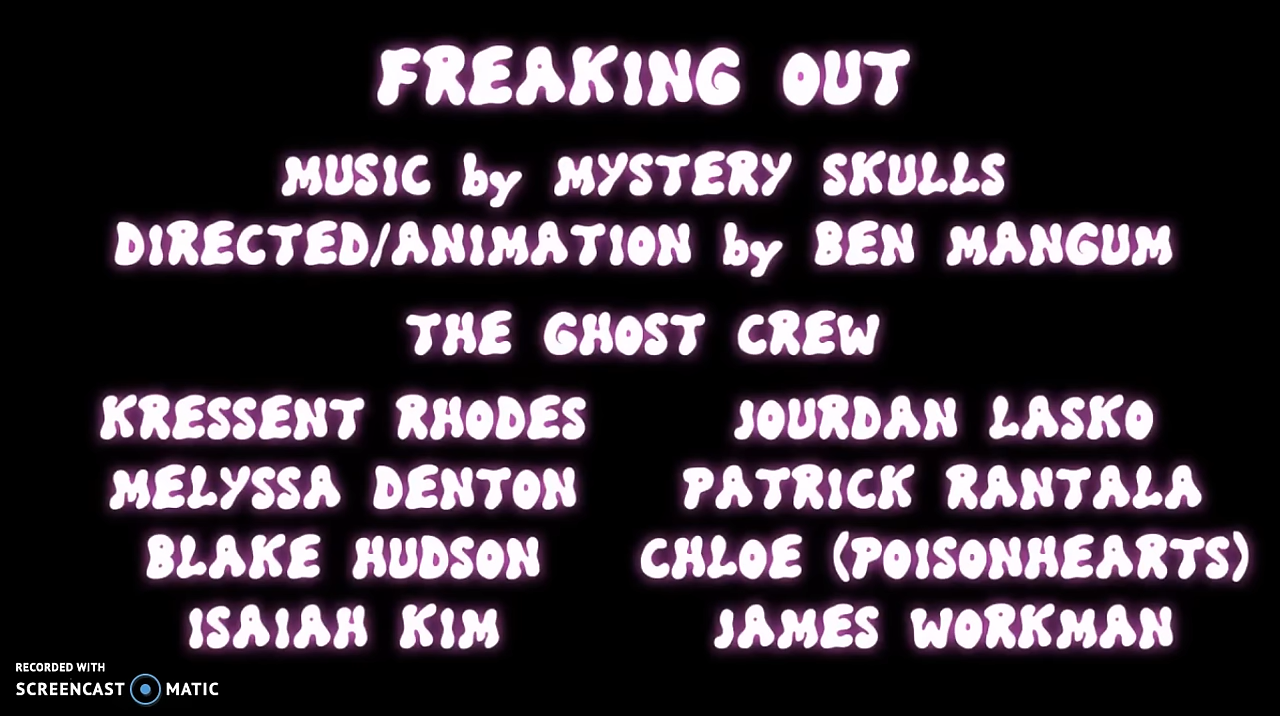 FREAKING OUT
MUSIC by MYSTERY SKULLS
DIRECTED/ANIMATION by BEN MANGUM
THE GHOST CREW
KRESSENT RHODES JOURDAN LASKO
MELYSSA DENTON PATRICK RANTALA
BLAKE HUDSON CHLOE (POISONHEARTS)
ISAIAH KIM JAMES WORKMAN
RECORDED WITH
SCREENCAST MATIC